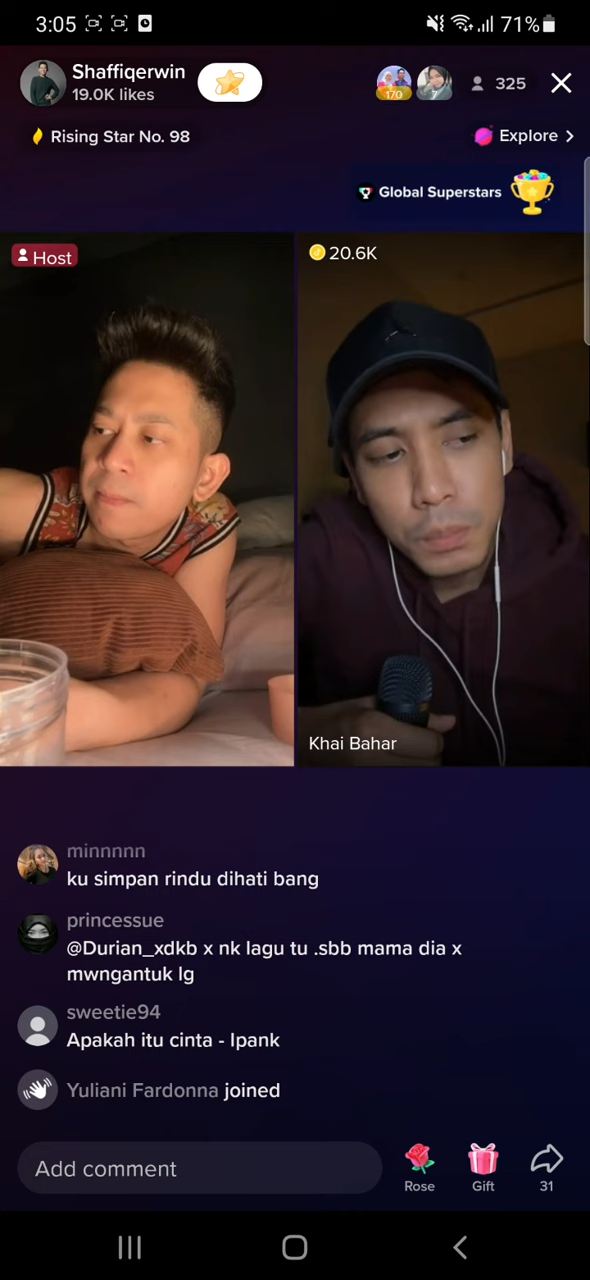 3:05
71%
Shaffiqerwin
19.0K likes
170
7
325
Rising Star No. 98
Explore
Global Superstars
Host
20.6K
Khai Bahar
minnnnn
ku simpan rindu dihati bang
princessue
@Durian_xdkb x nk lagu tu .sbb mama dia x
mwngantuk lg
sweetie94
Apakah itu cinta - Ipank
Yuliani Fardonna joined
Add comment
Rose
Gift
31